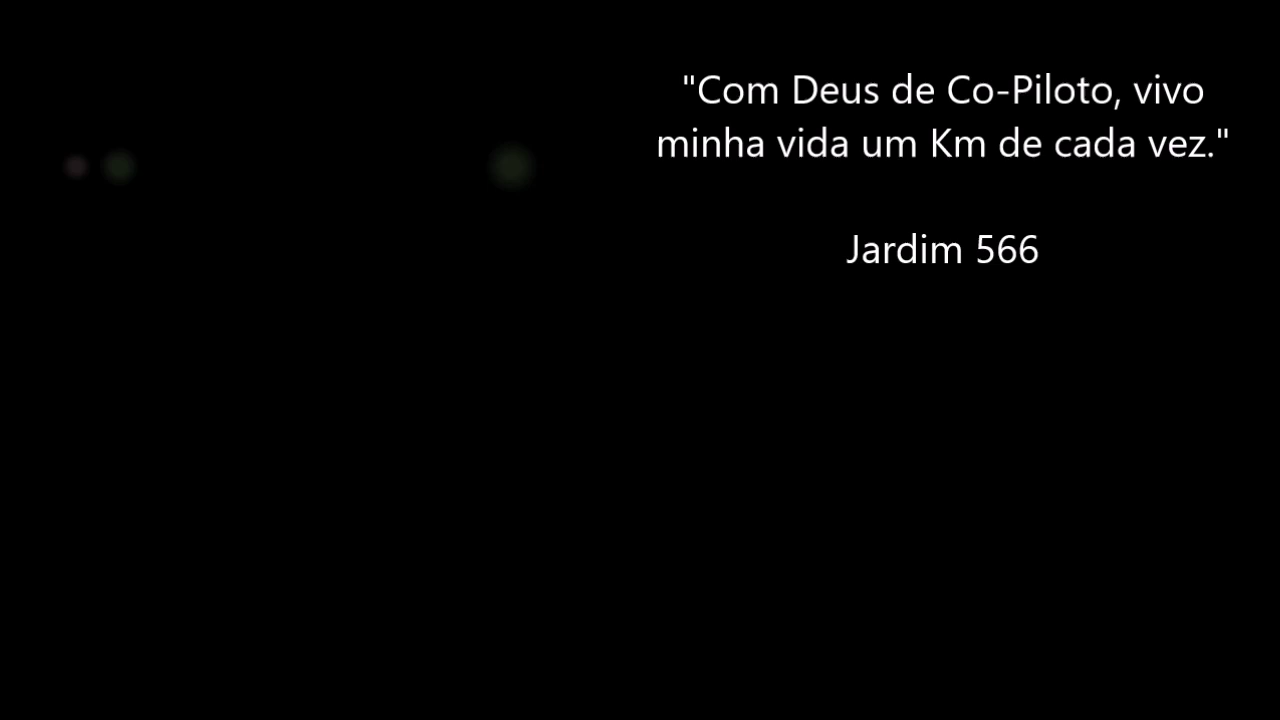 "Com Deus de Co-Piloto, vivo
minha vida um Km de cada vez."
Jardim 566